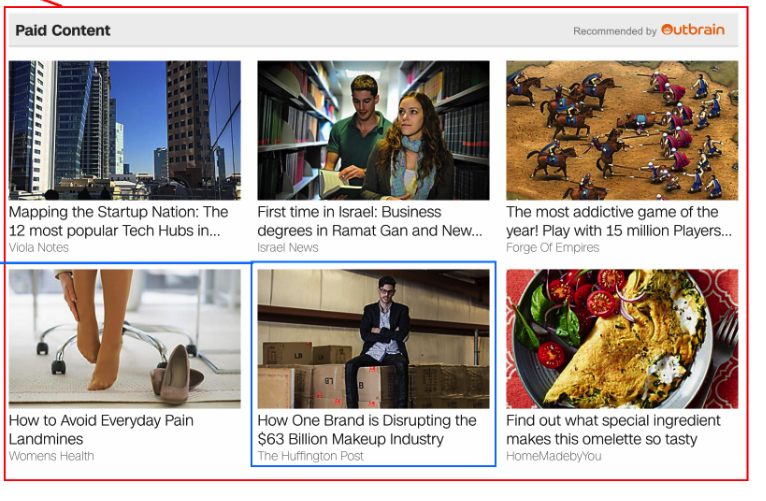 Paid Content
Recommended by Outbrain
Mapping the Startup Nation: The
12 most popular Tech Hubs in...
Viola Notes
First time in Israel: Business
degrees in Ramat Gan and New...
Israel News
The most addictive game of the
year! Play with 15 million Players...
Forge Of Empires
LB
How to Avoid Everyday Pain
Landmines
Womens Health
How One Brand is Disrupting the
$63 Billion Makeup Industry
The Huffington Post
Find out what special ingredient
makes this omelette so tasty
HomeMadebyYou